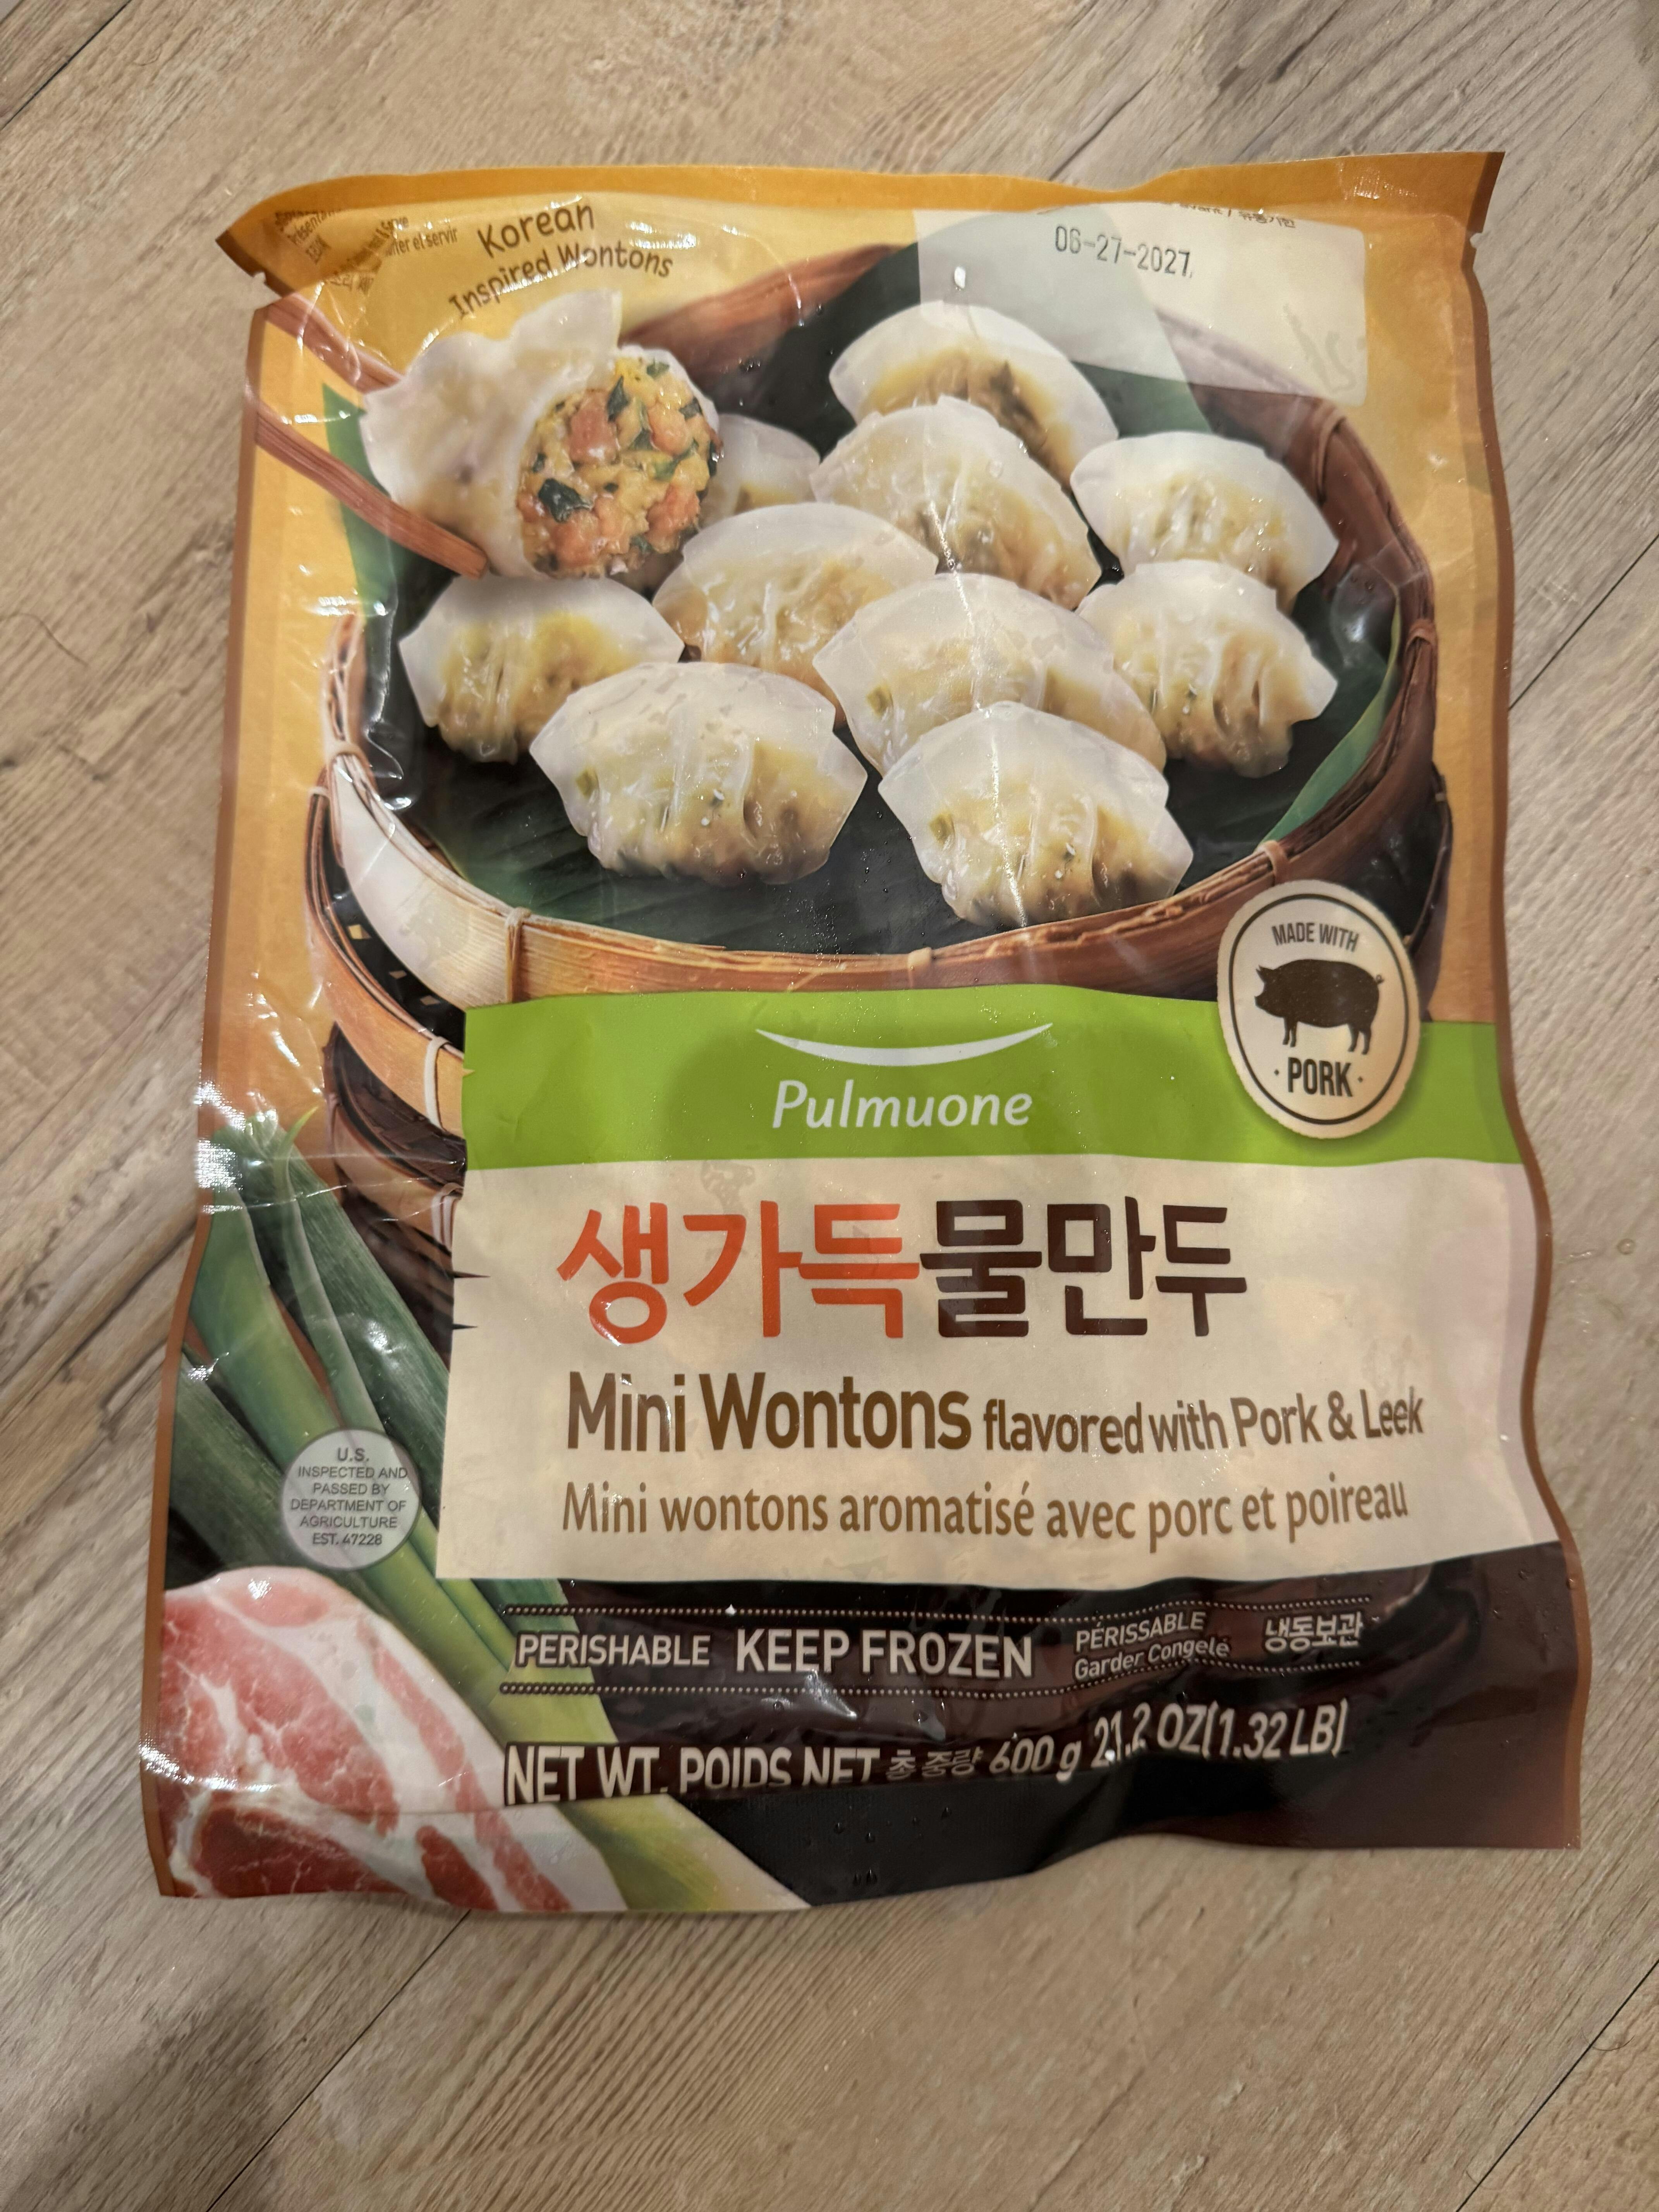 Korean
Inspired Wontons
06-27-2027
MADE WITH
PORK
Pulmuone
생가득물만두
Mini Wontons flavored with Pork & Leek
Mini wontons aromatisé avec porc et poireau
U.S.
INSPECTED AND
PASSED BY
DEPARTMENT OF
AGRICULTURE
EST. 47228
PERISHABLE KEEP FROZEN
PÉRISSABLE
Garder Congelé
냉동보관
NET WT. POIDS NET 총 중량 600 g 21.2 OZ(1.32 LB)